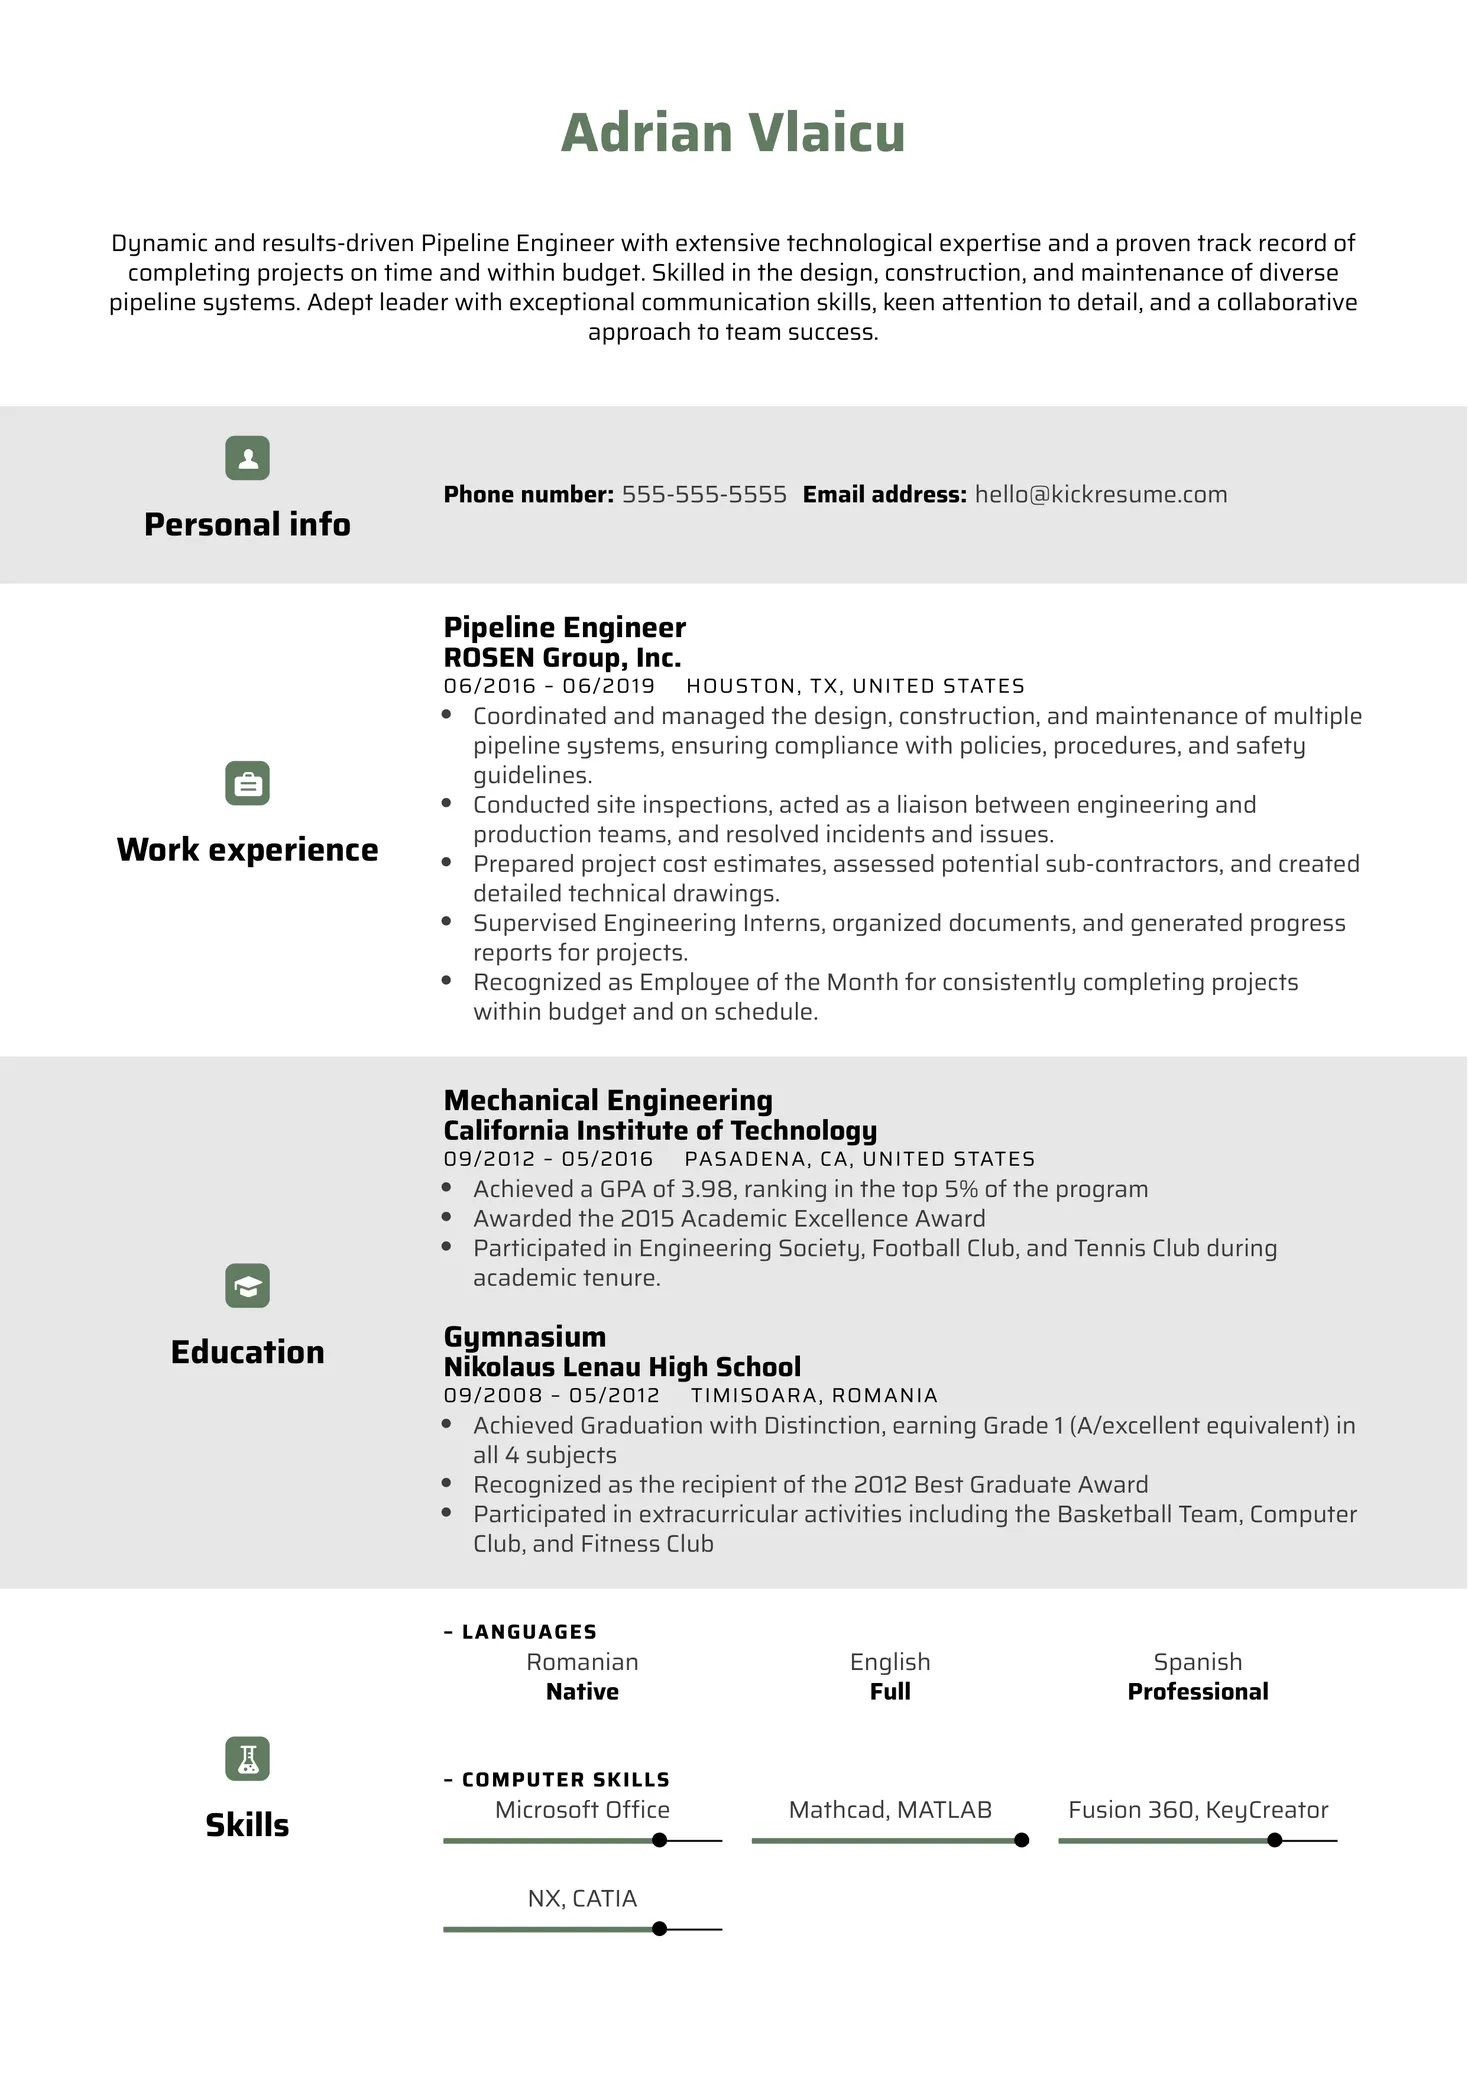 Adrian Vlaicu
Dynamic and results-driven Pipeline Engineer with extensive technological expertise and a proven track record of
completing projects on time and within budget. Skilled in the design, construction, and maintenance of diverse
pipeline systems. Adept leader with exceptional communication skills, keen attention to detail, and a collaborative
approach to team success.
Personal info
Phone number: 555-555-5555 Email address: hello@kickresume.com
Work experience
Pipeline Engineer
ROSEN Group, Inc.
06/2016 – 06/2019 HOUSTON, TX, UNITED STATES
• Coordinated and managed the design, construction, and maintenance of multiple
pipeline systems, ensuring compliance with policies, procedures, and safety
guidelines.
• Conducted site inspections, acted as a liaison between engineering and
production teams, and resolved incidents and issues.
• Prepared project cost estimates, assessed potential sub-contractors, and created
detailed technical drawings.
• Supervised Engineering Interns, organized documents, and generated progress
reports for projects.
• Recognized as Employee of the Month for consistently completing projects
within budget and on schedule.
Education
Mechanical Engineering
California Institute of Technology
09/2012 – 05/2016 PASADENA, CA, UNITED STATES
• Achieved a GPA of 3.98, ranking in the top 5% of the program
• Awarded the 2015 Academic Excellence Award
• Participated in Engineering Society, Football Club, and Tennis Club during
academic tenure.
Gymnasium
Nikolaus Lenau High School
09/2008 – 05/2012 TIMISOARA, ROMANIA
• Achieved Graduation with Distinction, earning Grade 1 (A/excellent equivalent) in
all 4 subjects
• Recognized as the recipient of the 2012 Best Graduate Award
• Participated in extracurricular activities including the Basketball Team, Computer
Club, and Fitness Club
Skills
– LANGUAGES
Romanian English Spanish
Native Full Professional
– COMPUTER SKILLS
Microsoft Office Mathcad, MATLAB Fusion 360, KeyCreator
NX, CATIA